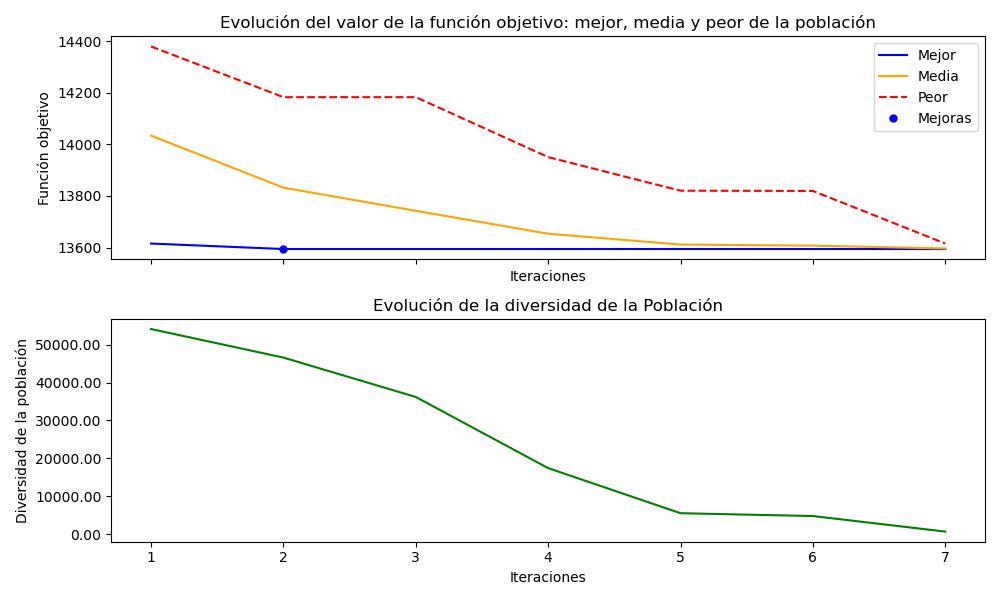 Evolución del valor de la función objetivo: mejor, media y peor de la población
14400
14200
14000
13800
13600
Función objetivo
Mejor
Media
Peor
Mejoras
Iteraciones
Evolución de la diversidad de la Población
50000.00
40000.00
30000.00
20000.00
10000.00
0.00
Diversidad de la población
1 2 3 4 5 6 7
Iteraciones